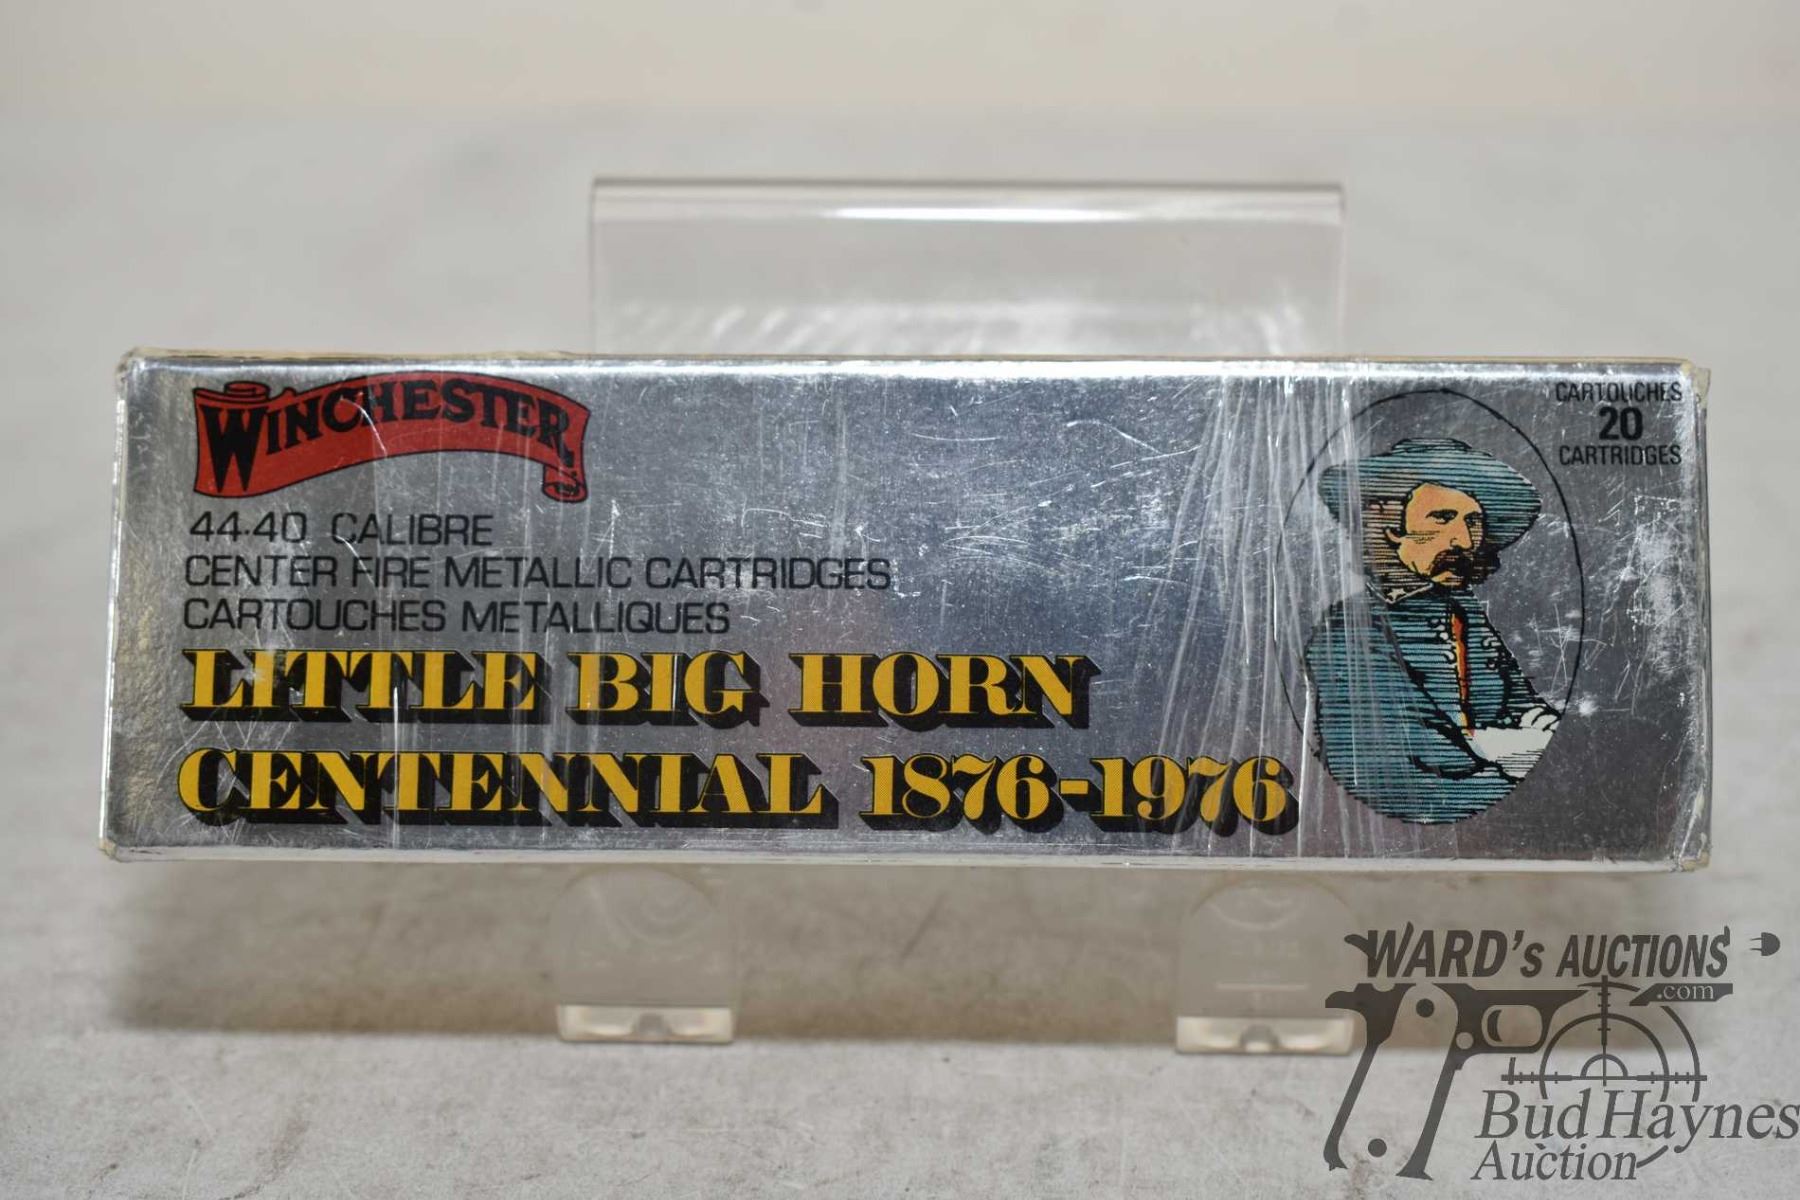 WINCHESTER
44-40 CALIBRE
CENTER FIRE METALLIC CARTRIDGES
CARTOUCHES METALLIQUES
LITTLE BIG HORN
CENTENNIAL 1876-1976
CARTOUCHES
20
CARTRIDGES
WARD's AUCTIONS
.com
Bud Haynes
Auction